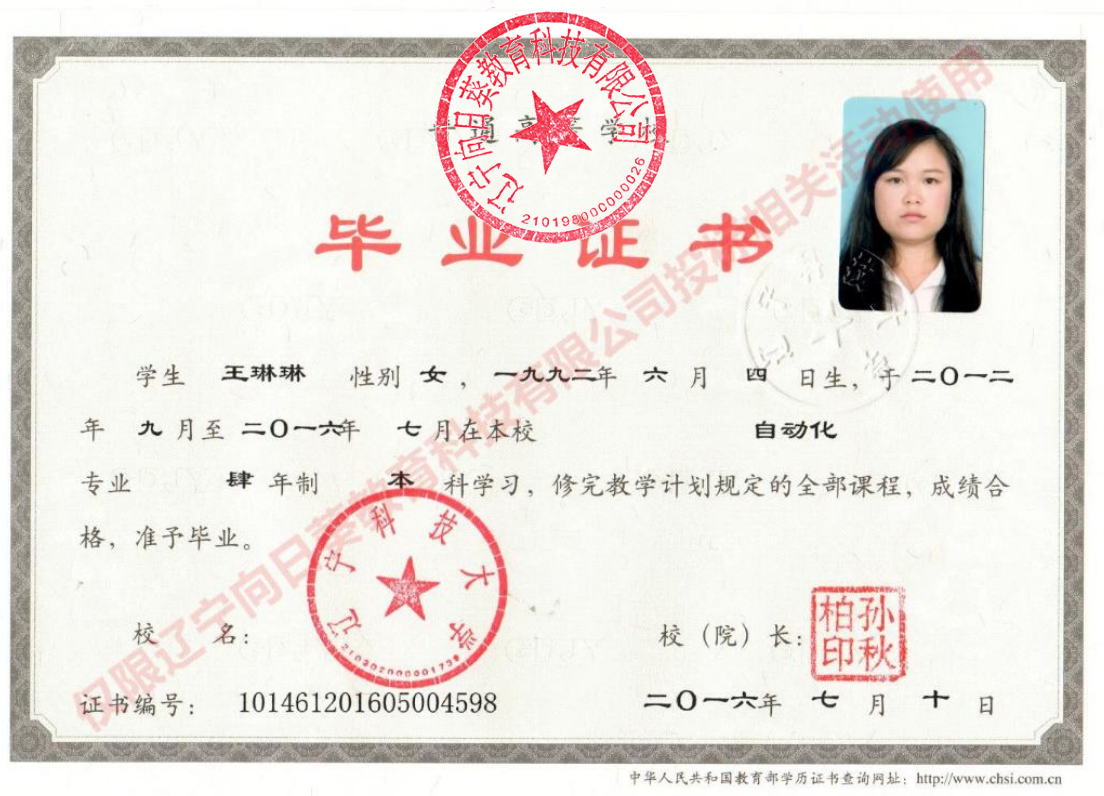 辽宁向日葵教育科技有限公司
2101980000000026
普通高等学校
毕业证书
学生 王琳琳 性别 女，一九九二年 六 月 四 日生，于二〇一二
年 九 月至 二〇一六年 七 月在本校 自动化
专业 肆 年制 本 科学习，修完教学计划规定的全部课程，成绩合
格，准予毕业。
辽宁科技大学
校 名：
校（院）长：
孙秋柏印
证书编号： 101461201605004598
二〇一六年 七 月 十 日
中华人民共和国教育部学历证书查询网址：http://www.chsi.com.cn
仅限辽宁向日葵教育科技有限公司投标相关活动使用